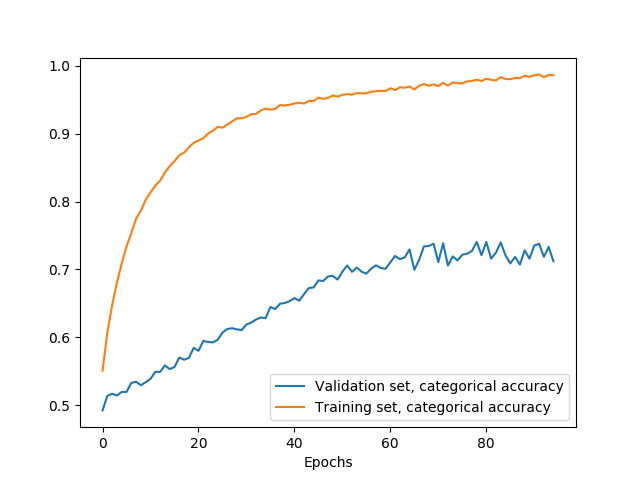 1.0
0.9
0.8
0.7
0.6
0.5
Validation set, categorical accuracy
Training set, categorical accuracy
0 20 40 60 80
Epochs